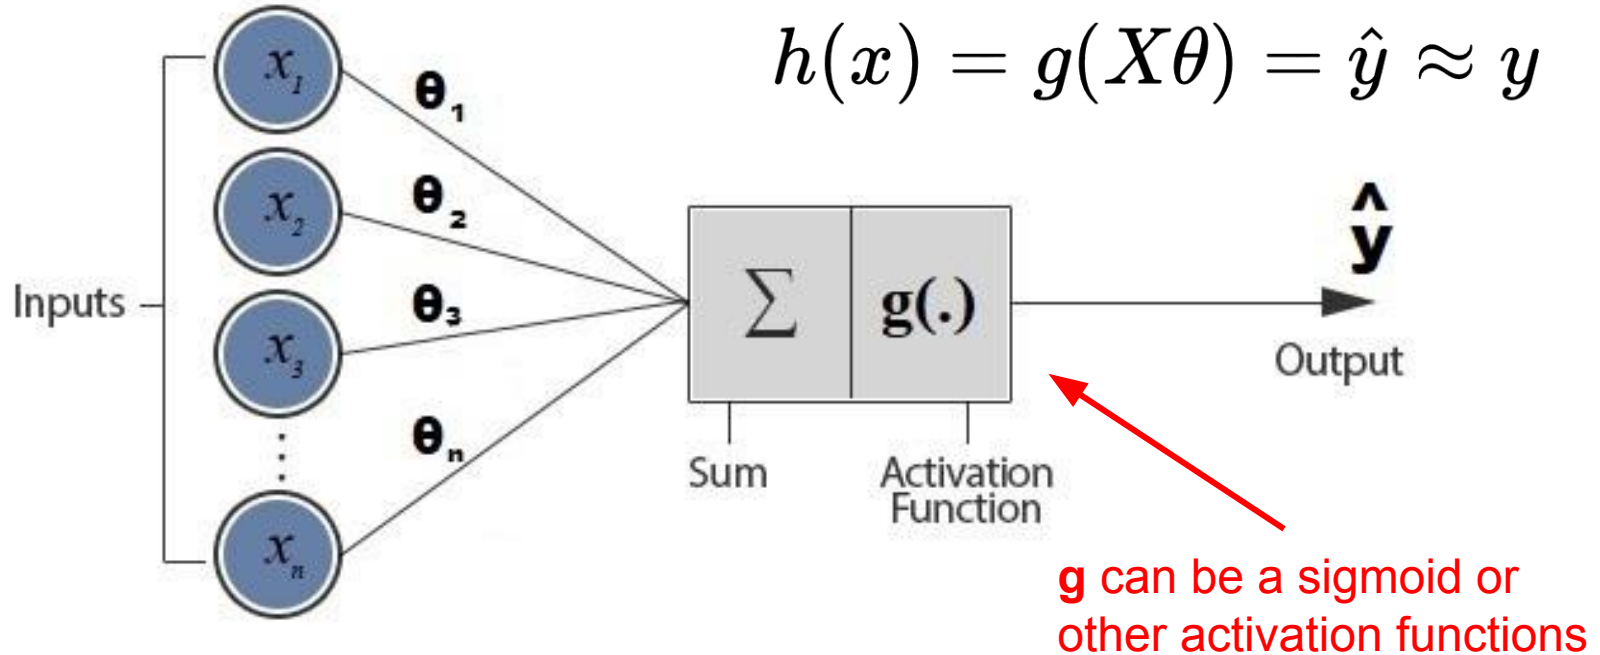 h(x) = g(Xθ) = ŷ ≈ y
x₁
θ₁
x₂
θ₂
ŷ
Inputs
x₃
θ₃
∑
g(.)
Output
θₙ
Sum
Activation
Function
xₙ
g can be a sigmoid or
other activation functions